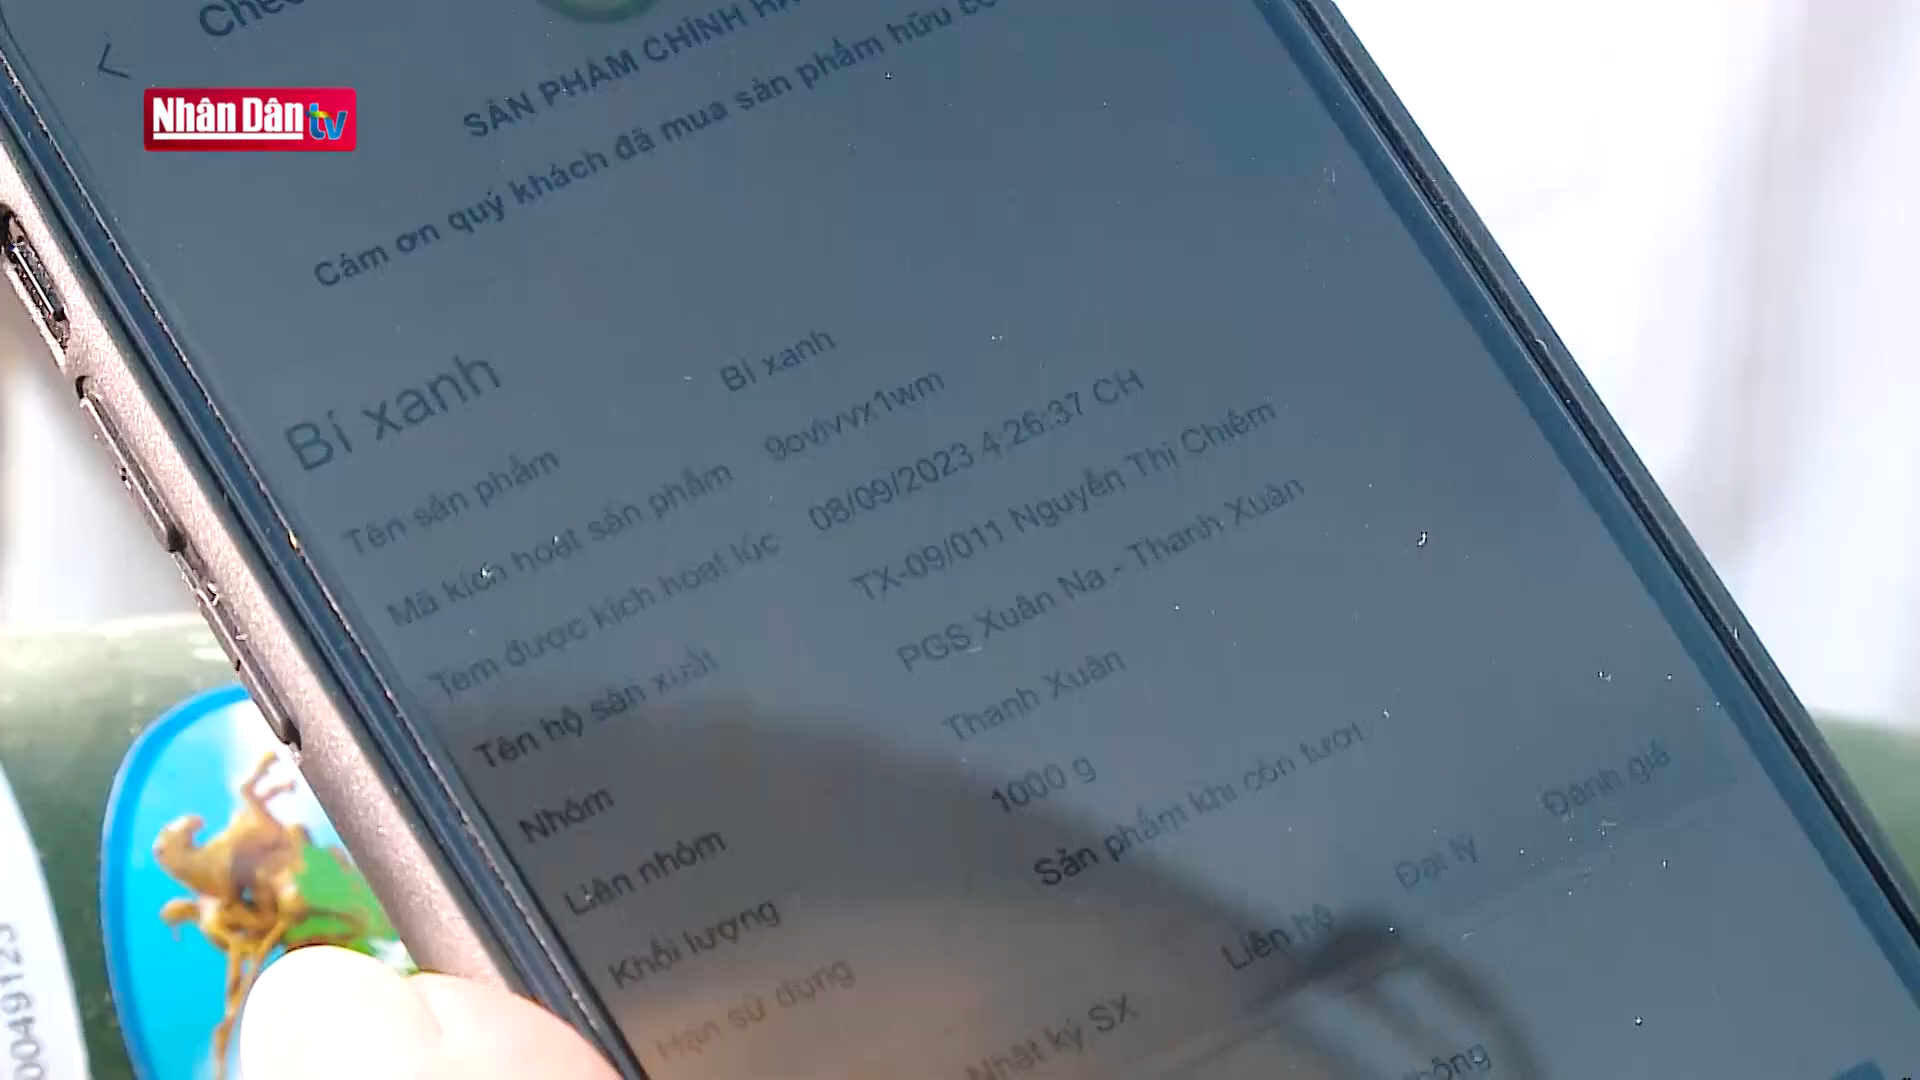 Nhân Dân tv
SẢN PHẨM CHÍNH
Cám ơn quý khách đã mua sản phẩm hữu
Bí xanh
Tên sản phẩm Bí xanh
Mã kích hoạt sản phẩm 9ovivvx1wm
Tem được kích hoạt lúc 08/09/2023 4:26:37 CH
Tên hộ sản xuất TX-09/011 Nguyễn Thị Chiêm
Nhóm PGS Xuân Na - Thanh Xuân
Liên nhóm Thanh Xuân
Khối lượng 1000 g
Hạn sử dụng Sản phẩm khi còn tươi
Nhật ký SX Liên hệ Đại lý Đánh giá